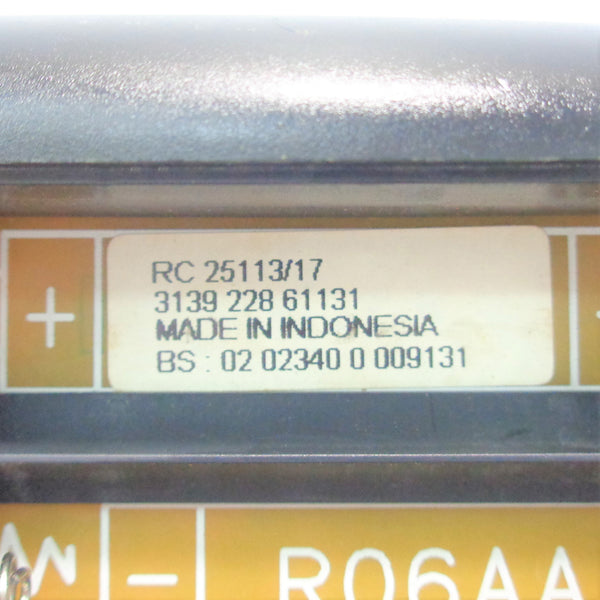 +
RC 25113/17
3139 228 61131
MADE IN INDONESIA
BS : 02 02340 0 009131
- R06AA